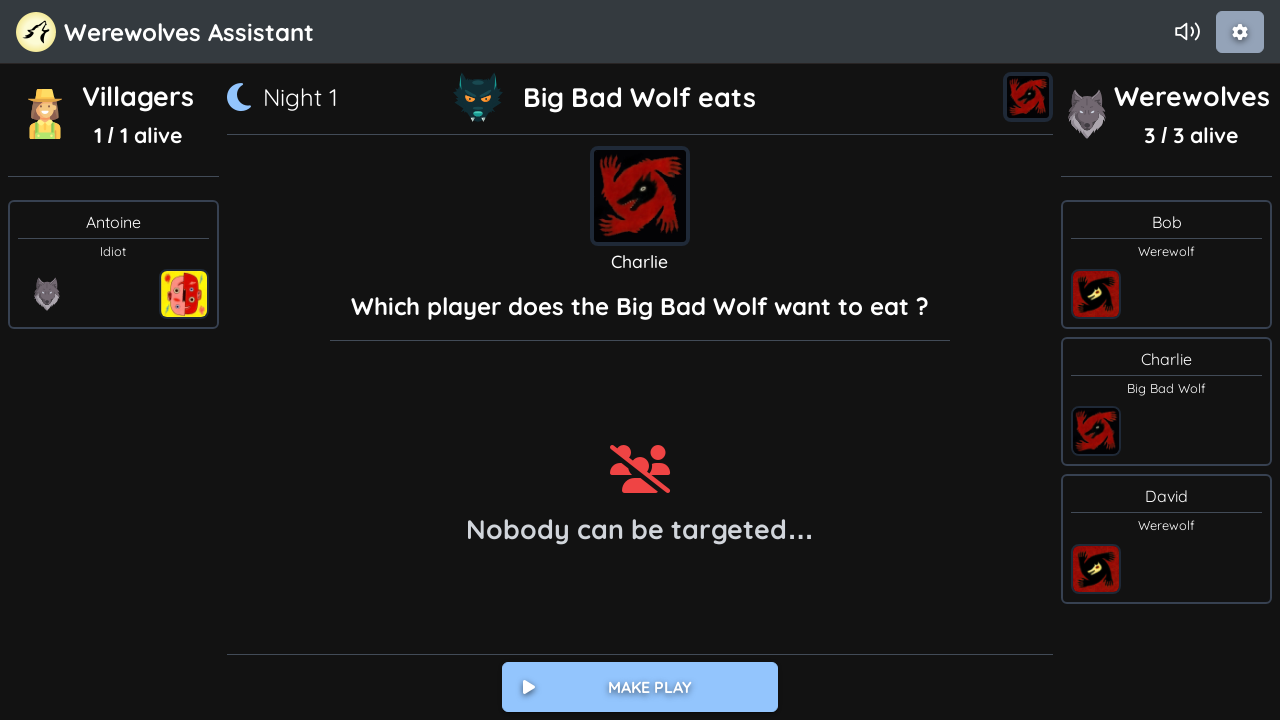 Werewolves Assistant
Villagers
1 / 1 alive
Night 1
Big Bad Wolf eats
Werewolves
3 / 3 alive
Antoine
Idiot
Charlie
Which player does the Big Bad Wolf want to eat ?
Nobody can be targeted...
Bob
Werewolf
Charlie
Big Bad Wolf
David
Werewolf
MAKE PLAY